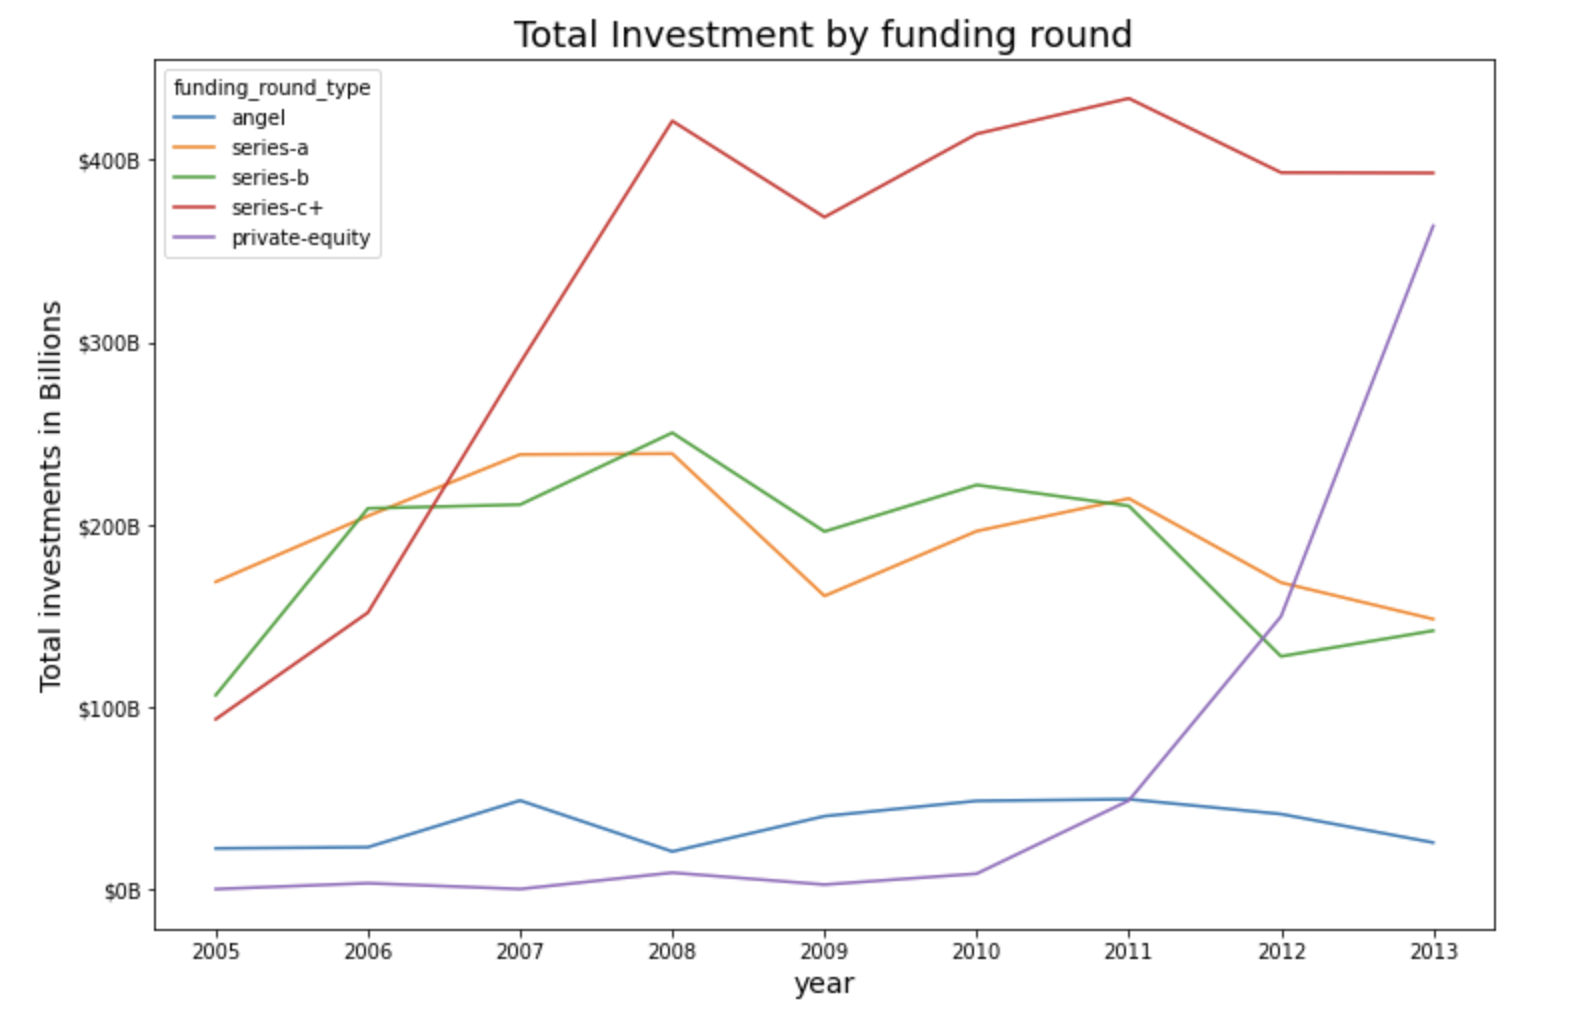 Total Investment by funding round
funding_round_type
angel
series-a
series-b
series-c+
private-equity
$400B
$300B
$200B
$100B
$0B
Total investments in Billions
2005 2006 2007 2008 2009 2010 2011 2012 2013
year